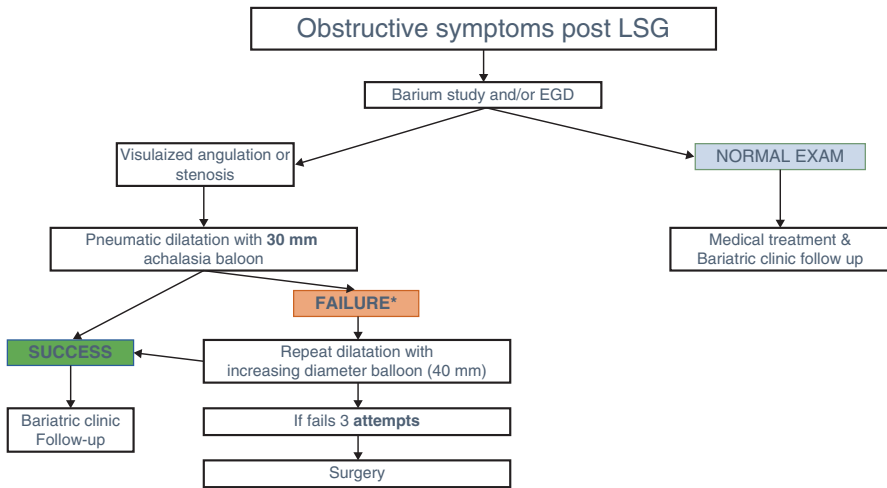 Obstructive symptoms post LSG
Barium study and/or EGD
Visulaized angulation or
stenosis
NORMAL EXAM
Pneumatic dilatation with 30 mm
achalasia baloon
Medical treatment &
Bariatric clinic follow up
FAILURE*
SUCCESS
Repeat dilatation with
increasing diameter balloon (40 mm)
Bariatric clinic
Follow-up
If fails 3 attempts
Surgery